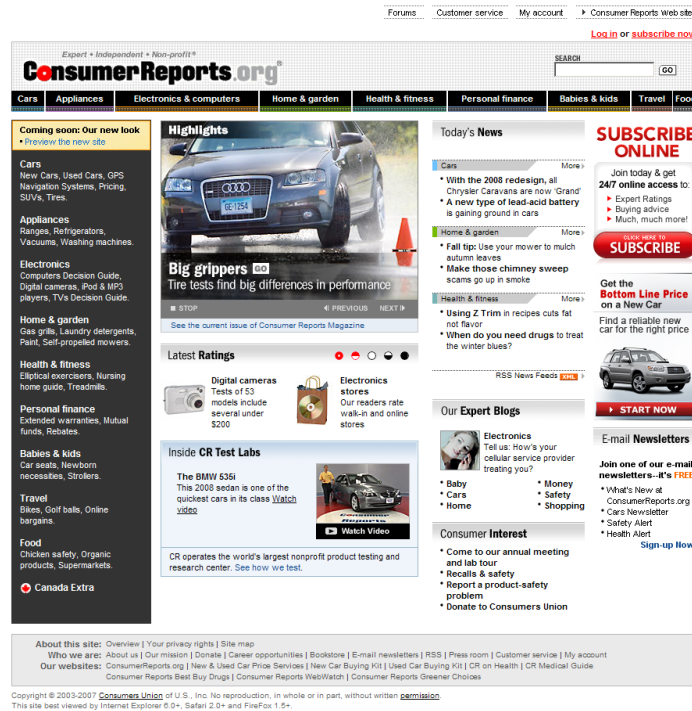 Forums
Customer service
My account
Consumer Reports Web site
Log in or subscribe now
Expert • Independent • Non-profit®
ConsumerReports.org®
SEARCH
GO
Cars
Appliances
Electronics & computers
Home & garden
Health & fitness
Personal finance
Babies & kids
Travel
Foo
Coming soon: Our new look
• Preview the new site
Cars
New Cars, Used Cars, GPS
Navigation Systems, Pricing,
SUVs, Tires.
Appliances
Ranges, Refrigerators,
Vacuums, Washing machines.
Electronics
Computers Decision Guide,
Digital cameras, iPod & MP3
players, TVs Decision Guide.
Home & garden
Gas grills, Laundry detergents,
Paint, Self-propelled mowers.
Health & fitness
Elliptical exercisers, Nursing
home guide, Treadmills.
Personal finance
Extended warranties, Mutual
funds, Rebates.
Babies & kids
Car seats, Newborn
necessities, Strollers.
Travel
Bikes, Golf balls, Online
bargains.
Food
Chicken safety, Organic
products, Supermarkets.
Canada Extra
Highlights
GE-1254
Big grippers GO
Tire tests find big differences in performance
STOP
PREVIOUS
NEXT
See the current issue of Consumer Reports Magazine
Latest Ratings
Digital cameras
Tests of 53
models include
several under
$200
Electronics
stores
Our readers rate
walk-in and online
stores
Inside CR Test Labs
The BMW 535i
This 2008 sedan is one of the
quickest cars in its class Watch
video
Consumer
Reports
Watch Video
CR operates the world's largest nonprofit product testing and
research center. See how we test.
Today's News
Cars
More
• With the 2008 redesign, all
Chrysler Caravans are now 'Grand'
• A new type of lead-acid battery
is gaining ground in cars
Home & garden
More
• Fall tip: Use your mower to mulch
autumn leaves
• Make those chimney sweep
scams go up in smoke
Health & fitness
More
• Using Z Trim in recipes cuts fat
not flavor
• When do you need drugs to treat
the winter blues?
RSS News Feeds XML
Our Expert Blogs
Electronics
Tell us: How's your
cellular service provider
treating you?
• Baby
• Cars
• Home
• Money
• Safety
• Shopping
Consumer Interest
• Come to our annual meeting
and lab tour
• Recalls & safety
• Report a product-safety
problem
• Donate to Consumers Union
SUBSCRIBE
ONLINE
Join today & get
24/7 online access to:
Expert Ratings
Buying advice
Much, much more!
CLICK HERE TO
SUBSCRIBE
Get the
Bottom Line Price
on a New Car
Find a reliable new
car for the right price
START NOW
E-mail Newsletters
Join one of our e-mail
newsletters--it's FREE
• What's New at
ConsumerReports.org
• Cars Newsletter
• Safety Alert
• Health Alert
Sign-up Now
About this site: Overview | Your privacy rights | Site map
Who we are: About us | Our mission | Donate | Career opportunities | Bookstore | E-mail newsletters | RSS | Press room | Customer service | My account
Our websites: ConsumerReports.org | New & Used Car Price Services | New Car Buying Kit | Used Car Buying Kit | CR on Health | CR Medical Guide
Consumer Reports Best Buy Drugs | Consumer Reports WebWatch | Consumer Reports Greener Choices
Copyright © 2003-2007 Consumers Union of U.S., Inc. No reproduction, in whole or in part, without written permission.
This site best viewed by Internet Explorer 6.0+, Safari 2.0+ and FireFox 1.5+.